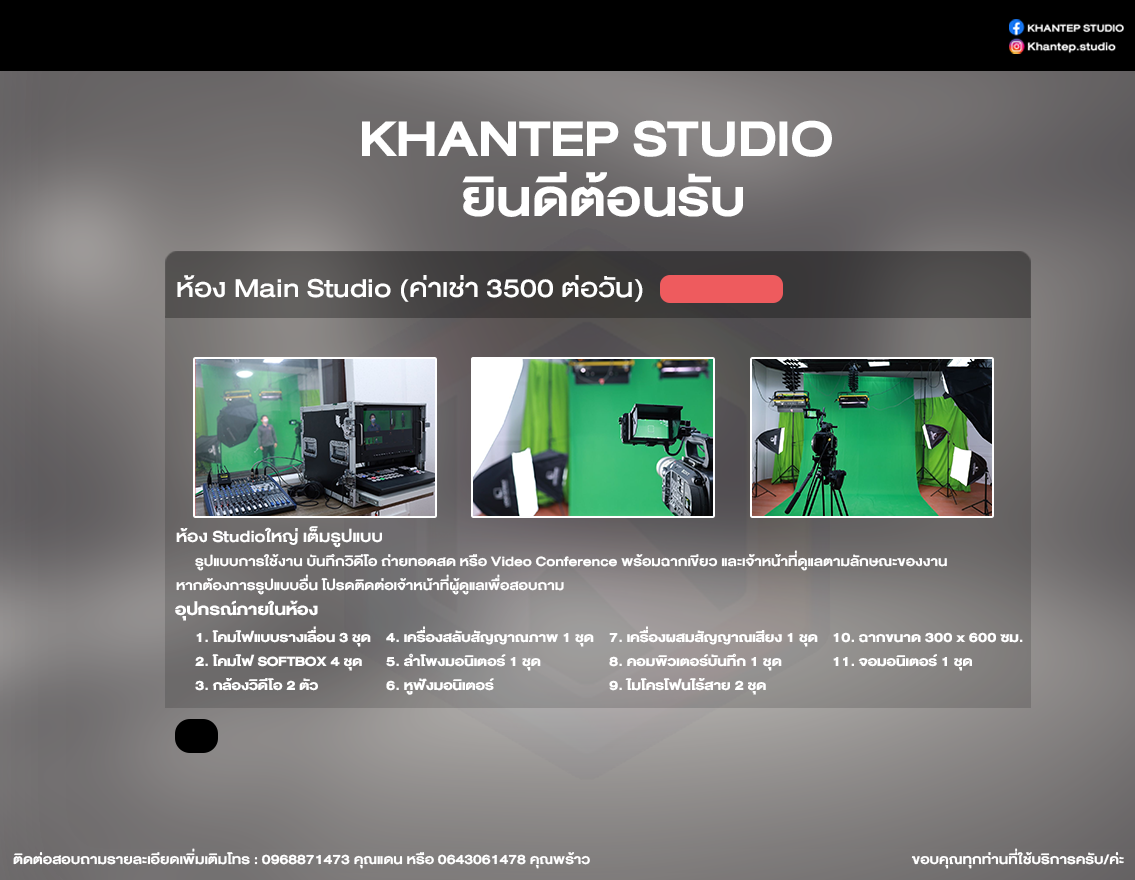 KHANTEP STUDIO
Khantep.studio
KHANTEP STUDIO
ยินดีต้อนรับ
ห้อง Main Studio (ค่าเช่า 3500 ต่อวัน)
ห้อง Studioใหญ่ เต็มรูปแบบ
รูปแบบการใช้งาน บันทึกวิดีโอ ถ่ายทอดสด หรือ Video Conference พร้อมฉากเขียว และเจ้าหน้าที่ดูแลตามลักษณะของงาน
หากต้องการรูปแบบอื่น โปรดติดต่อเจ้าหน้าที่ผู้ดูแลเพื่อสอบถาม
อุปกรณ์ภายในห้อง
1. โคมไฟแบบรางเลื่อน 3 ชุด
2. โคมไฟ SOFTBOX 4 ชุด
3. กล้องวิดีโอ 2 ตัว
4. เครื่องสลับสัญญาณภาพ 1 ชุด
5. ลำโพงมอนิเตอร์ 1 ชุด
6. หูฟังมอนิเตอร์
7. เครื่องผสมสัญญาณเสียง 1 ชุด
8. คอมพิวเตอร์บันทึก 1 ชุด
9. ไมโครโฟนไร้สาย 2 ชุด
10. ฉากขนาด 300 x 600 ซม.
11. จอมอนิเตอร์ 1 ชุด
ติดต่อสอบถามรายละเอียดเพิ่มเติมโทร : 0968871473 คุณแดน หรือ 0643061478 คุณพร้าว
ขอบคุณทุกท่านที่ใช้บริการครับ/ค่ะ